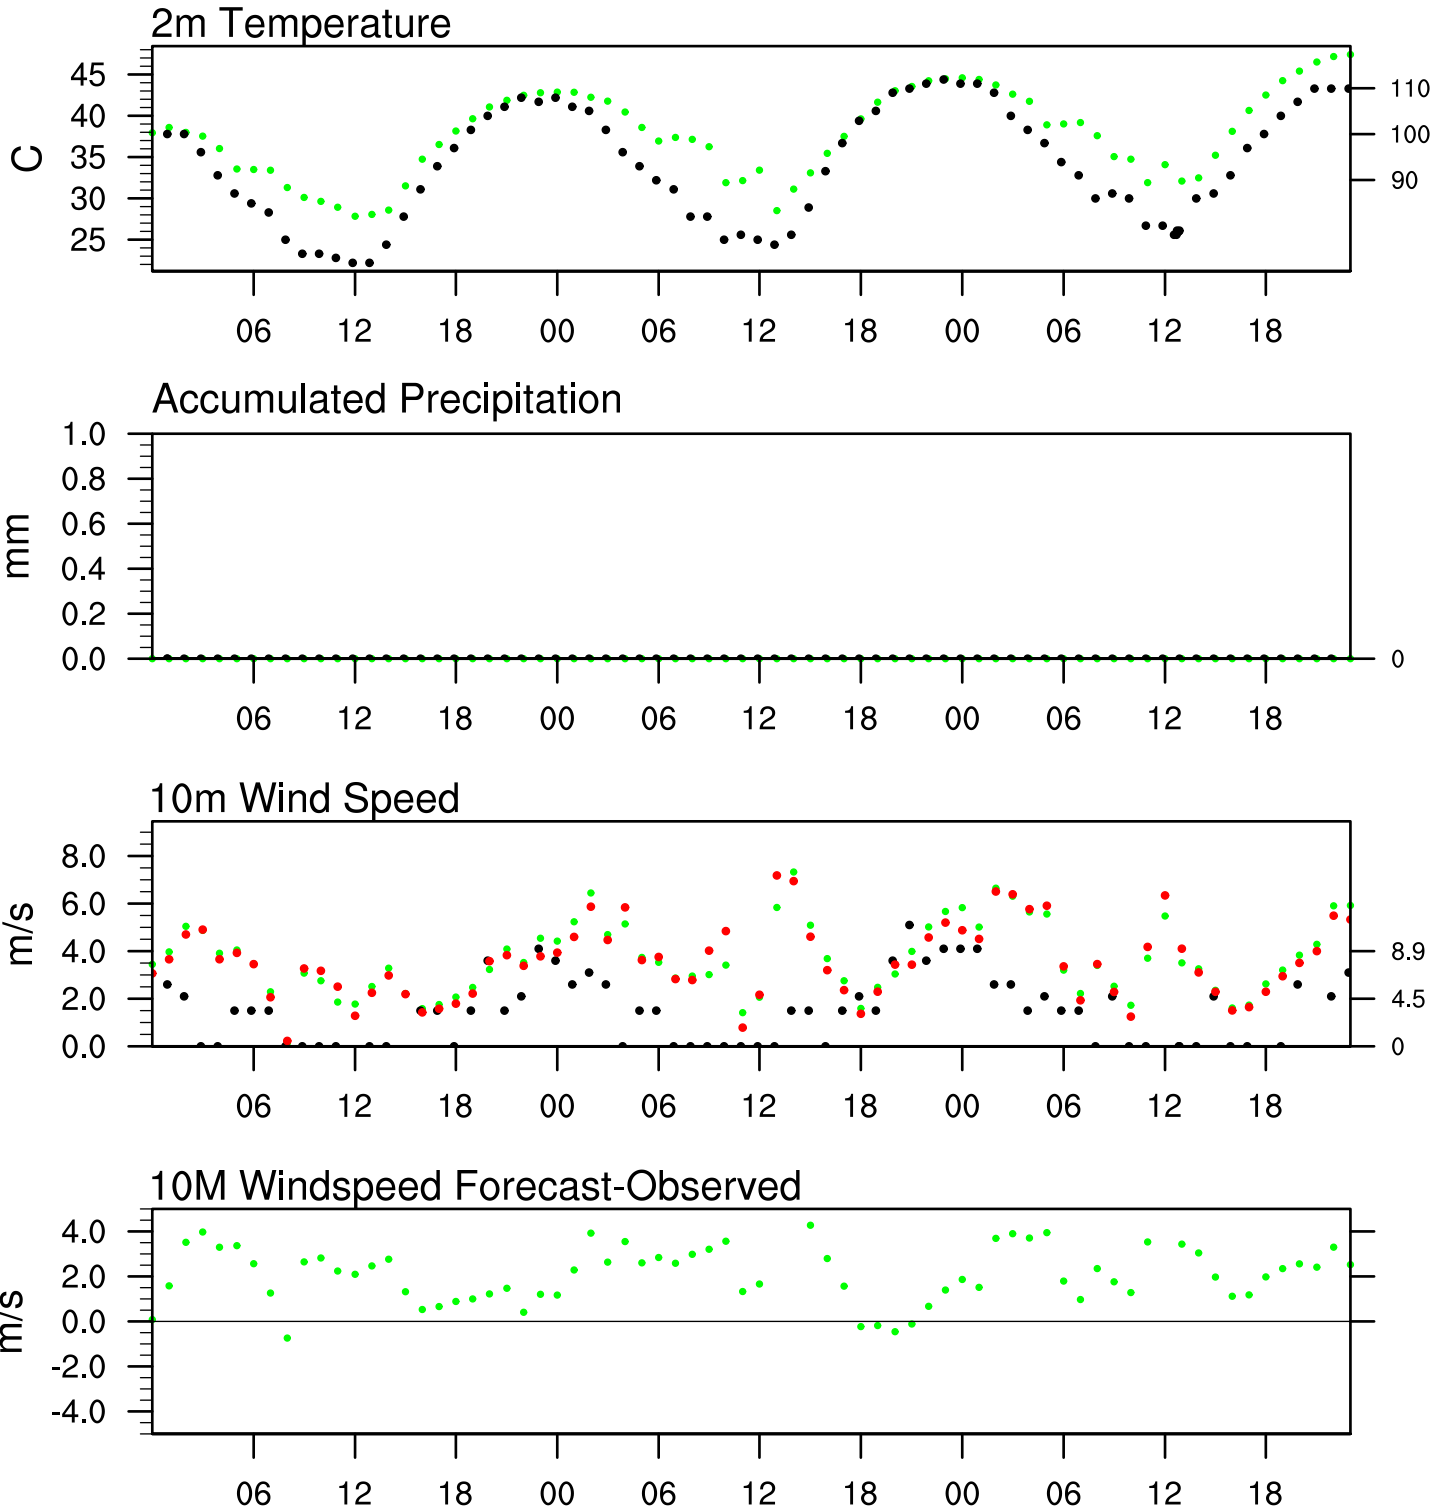 2m Temperature
45
40
35
30
25
C
110
100
90
06 12 18 00 06 12 18 00 06 12 18
Accumulated Precipitation
1.0
0.8
0.6
0.4
0.2
0.0
mm
0
06 12 18 00 06 12 18 00 06 12 18
10m Wind Speed
8.0
6.0
4.0
2.0
0.0
m/s
8.9
4.5
0
06 12 18 00 06 12 18 00 06 12 18
10M Windspeed Forecast-Observed
4.0
2.0
0.0
-2.0
-4.0
m/s
06 12 18 00 06 12 18 00 06 12 18